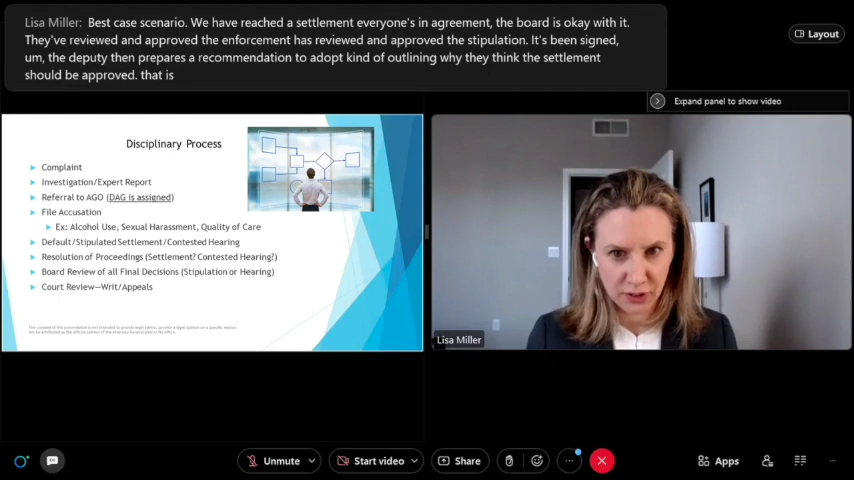 Lisa Miller: Best case scenario. We have reached a settlement everyone's in agreement, the board is okay with it.
They've reviewed and approved the enforcement has reviewed and approved the stipulation. It's been signed,
um, the deputy then prepares a recommendation to adopt kind of outlining why they think the settlement
should be approved. that is
Layout
Expand panel to show video
Disciplinary Process
Complaint
Investigation/Expert Report
Referral to AGO (DAG is assigned)
File Accusation
Ex: Alcohol Use, Sexual Harassment, Quality of Care
Default/Stipulated Settlement/Contested Hearing
Resolution of Proceedings (Settlement? Contested Hearing?)
Board Review of all Final Decisions (Stipulation or Hearing)
Court Review—Writ/Appeals
Lisa Miller
Unmute
Start video
Share
Apps